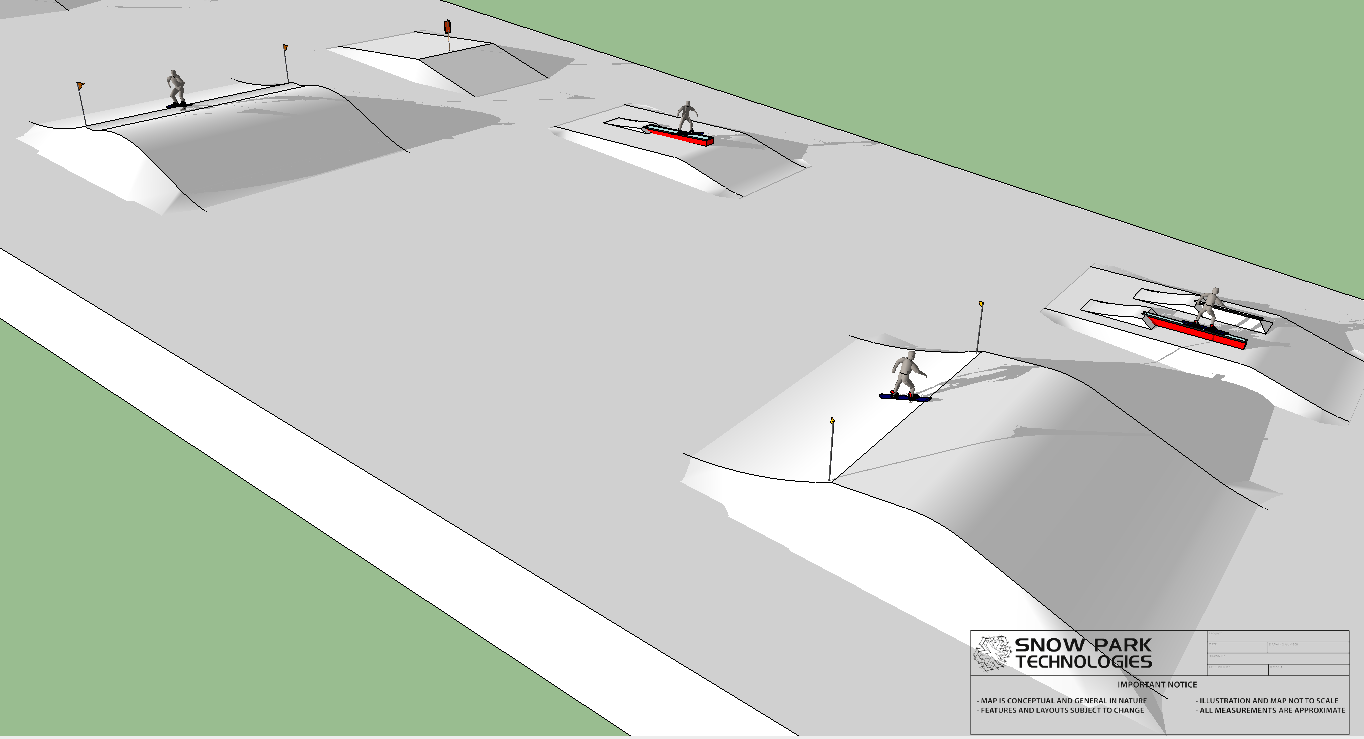 SNOW PARK
TECHNOLOGIES
IMPORTANT NOTICE
- MAP IS CONCEPTUAL AND GENERAL IN NATURE
- FEATURES AND LAYOUTS SUBJECT TO CHANGE
- ILLUSTRATION AND MAP NOT TO SCALE
- ALL MEASUREMENTS ARE APPROXIMATE